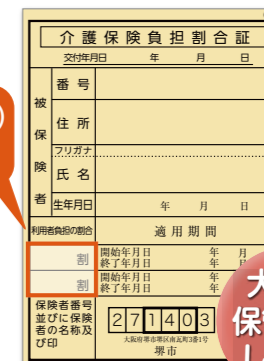 介護保険負担割合証
交付年月日 年 月 日
被保険者
番号
住所
フリガナ
氏名
生年月日 年 月 日
利用者負担の割合 適用期間
割 開始年月日 年 月
終了年月日 年 月 日
割 開始年月日 年
終了年月日 年
保険者番号
並びに保険
者の名称及
び印
271403
大阪府堺市堺区南瓦町3番1号
堺市
大
保
し